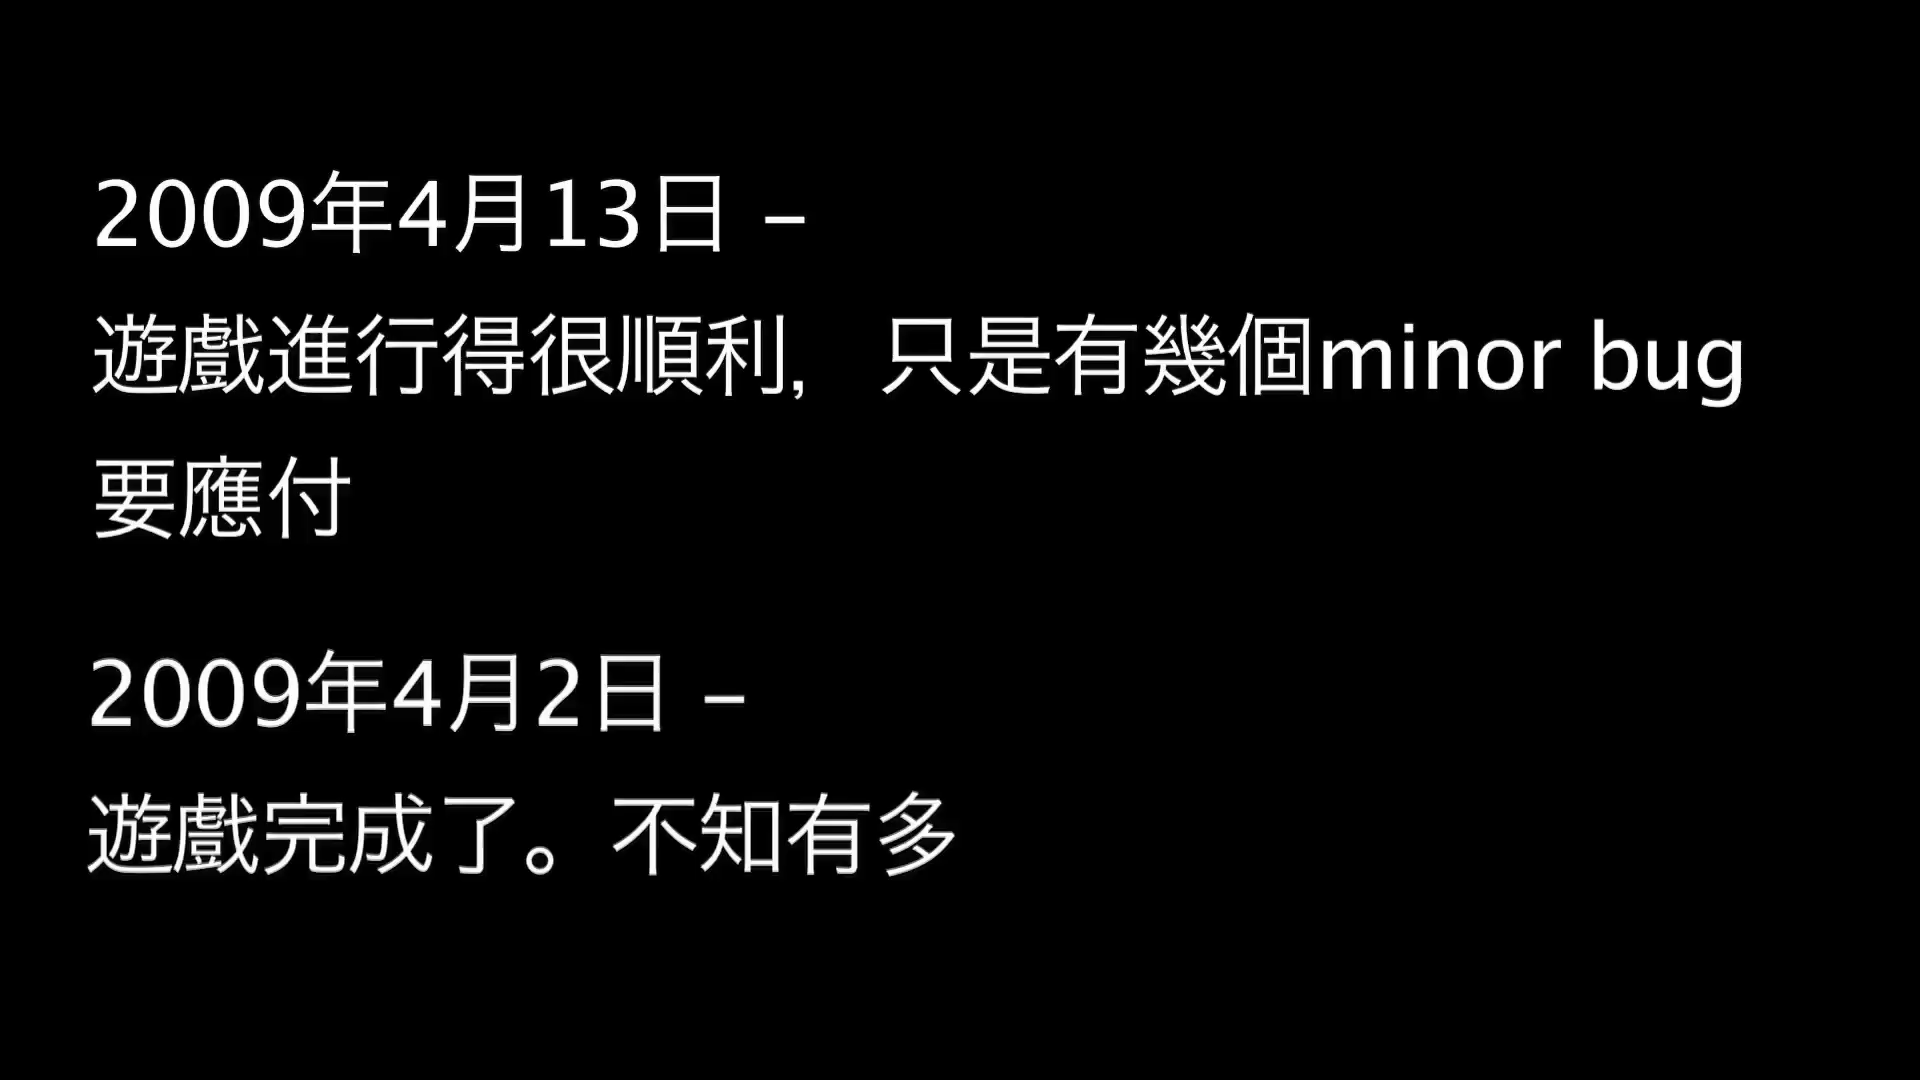 2009年4月13日 –
遊戲進行得很順利, 只是有幾個minor bug
要應付
2009年4月2日 –
遊戲完成了。不知有多